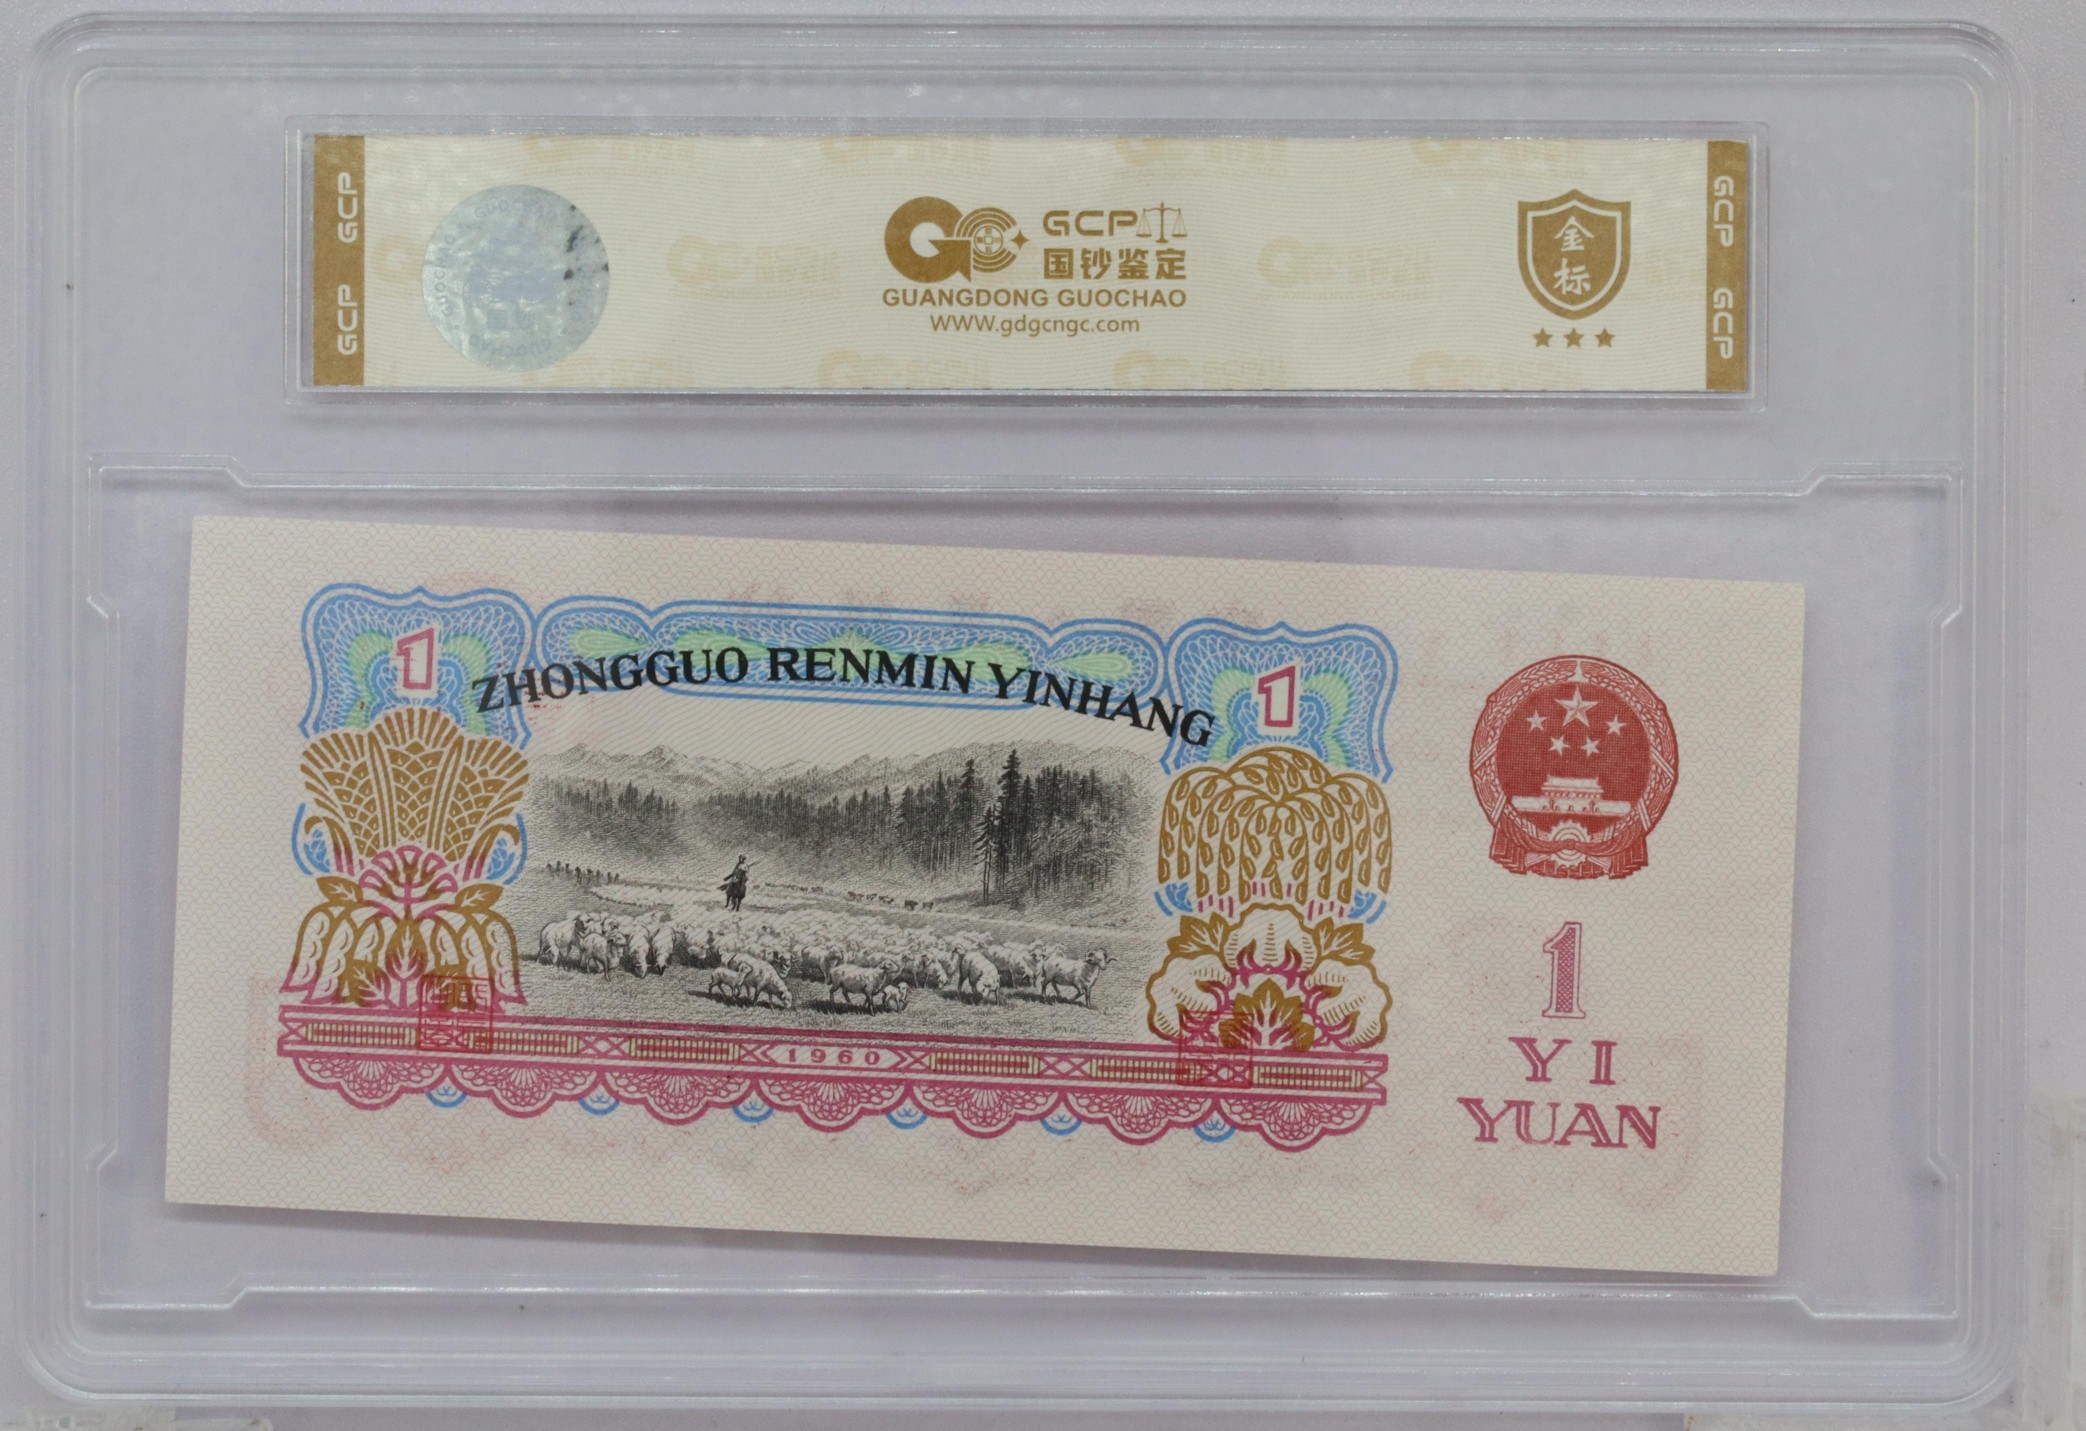 GCP GCP
GCP
国钞鉴定
GUANGDONG GUOCHAO
WWW.gdgcngc.com
金
标
GCP GCP
1
ZHONGGUO RENMIN YINHANG
1
1960
1
YI
YUAN